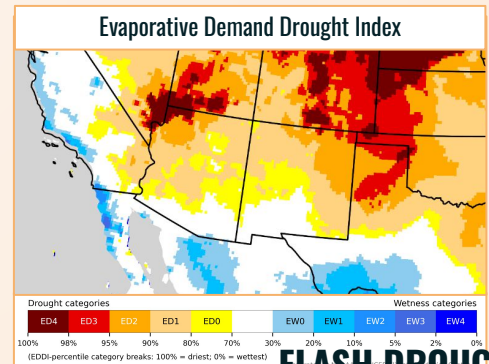 Evaporative Demand Drought Index
Drought categories Wetness categories
ED4 ED3 ED2 ED1 ED0 EW0 EW1 EW2 EW3 EW4
100% 98% 95% 90% 80% 70% 30% 20% 10% 5% 2% 0%
(EDDI-percentile category breaks: 100% = driest; 0% = wettest)
FLASH DROUG